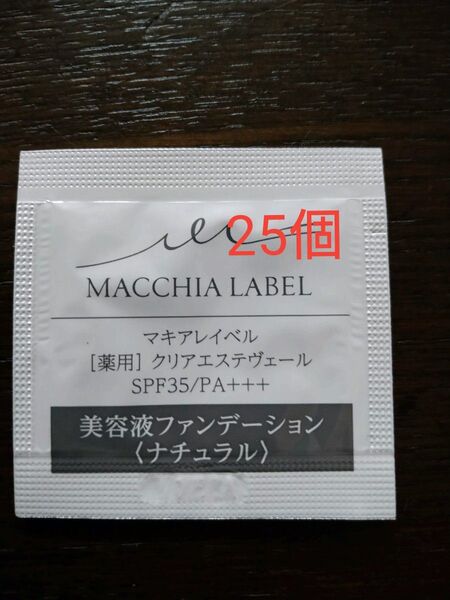 25個
MACCHIA LABEL
マキアレイベル
[薬用] クリアエステヴェール
SPF35/PA+++
美容液ファンデーション
〈ナチュラル〉